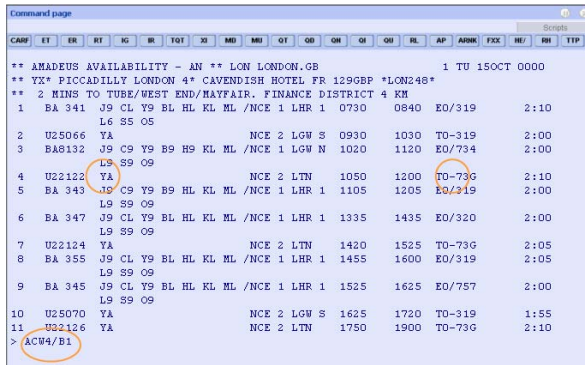 Command page
Scripts
CARF ET ER RT IG IR TQT XI MD MU QT QD QN QI QU RL AP ARNK FXX HE/ RH TTP
** AMADEUS AVAILABILITY - AN ** LON LONDON.GB 1 TU 15OCT 0000
** YX* PICCADILLY LONDON 4* CAVENDISH HOTEL FR 129GBP *LON248*
** 2 MINS TO TUBE/WEST END/MAYFAIR. FINANCE DISTRICT 4 KM
1 BA 341 J9 CL Y9 BL HL KL ML /NCE 1 LHR 1 0730 0840 E0/319 2:10
L6 S5 O5
2 U25066 YA NCE 2 LGW S 0930 1030 TO-319 2:00
3 BA8132 J9 C9 Y9 B9 H9 KL ML /NCE 1 LGW N 1020 1120 E0/734 2:00
L9 S9 O9
4 U22122 YA NCE 2 LTN 1050 1200 TO-73G 2:10
5 BA 343 J9 CL Y9 B9 HL KL ML /NCE 1 LHR 1 1105 1205 E0/319 2:00
L9 S9 O9
6 BA 347 J9 CL Y9 BL HL KL ML /NCE 1 LHR 1 1335 1435 E0/320 2:00
L9 S9 O9
7 U22124 YA NCE 2 LTN 1420 1525 TO-73G 2:05
8 BA 355 J9 CL Y9 BL HL KL ML /NCE 1 LHR 1 1455 1600 E0/319 2:05
L9 S9 O9
9 BA 345 J9 CL Y9 BL HL KL ML /NCE 1 LHR 1 1525 1625 E0/757 2:00
L9 S9 O9
10 U25070 YA NCE 2 LGW S 1625 1720 TO-319 1:55
11 U22126 YA NCE 2 LTN 1750 1900 TO-73G 2:10
> ACW4/B1